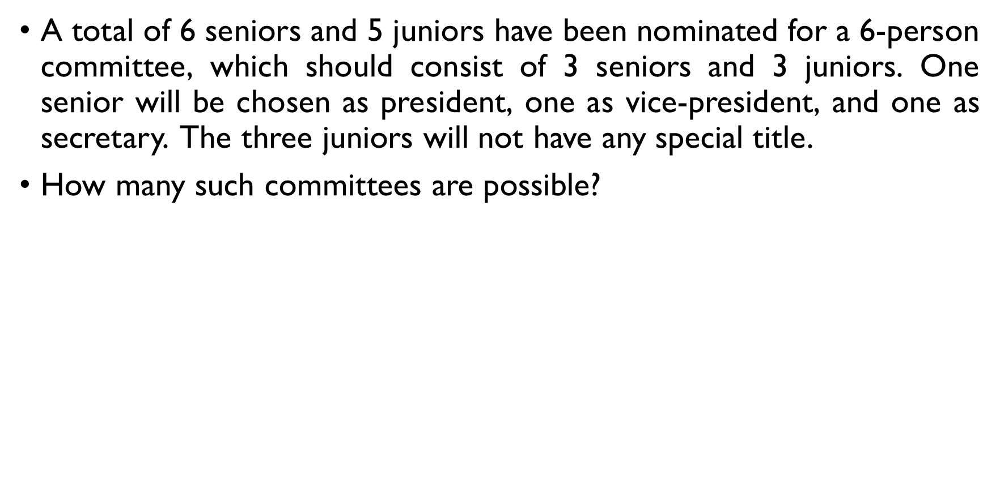 • A total of 6 seniors and 5 juniors have been nominated for a 6-person
committee, which should consist of 3 seniors and 3 juniors. One
senior will be chosen as president, one as vice-president, and one as
secretary. The three juniors will not have any special title.
• How many such committees are possible?